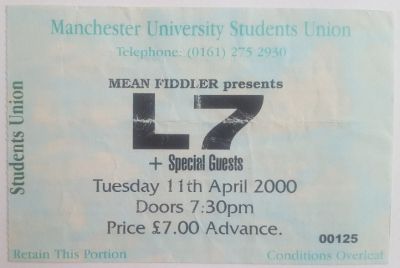 Manchester University Students Union
Telephone: (0161) 275 2930
MEAN FIDDLER presents
L7
+ Special Guests
Tuesday 11th April 2000
Doors 7:30pm
Price £7.00 Advance.
00125
Retain This Portion
Conditions Overleaf
Students Union